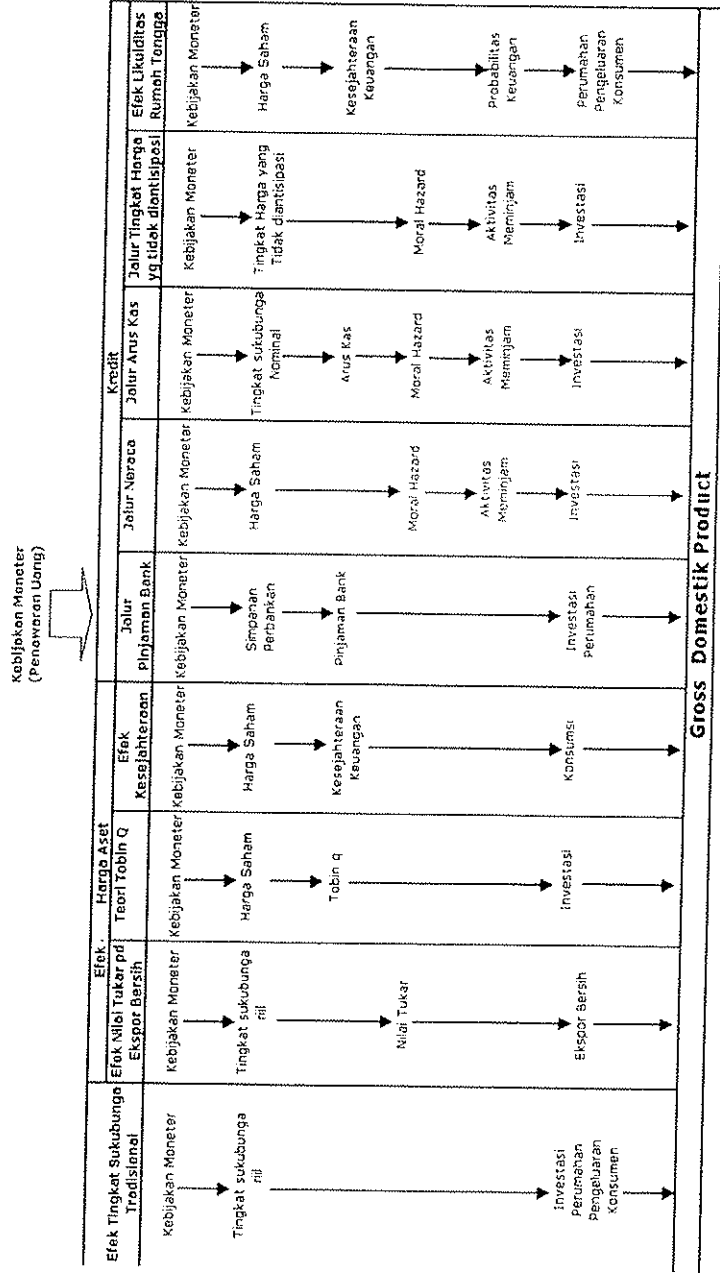 Kebijakan Moneter
(Penawaran Uang)
Efek Tingkat Sukubunga
Tradisional
Efek. Harga Aset
Efek Nilai Tukar pd
Ekspor Bersih
Teori Tobin Q
Efek
Kesejahteraan
Kredit
Jalur
Pinjaman Bank
Jalur Neraca
Jalur Arus Kas
Jalur Tingkat Harga
yg tidak diantisipasi
Efek Likuiditas
Rumah Tangga
Kebijakan Moneter
Tingkat sukubunga
riil
Investasi
Perumahan
Pengeluaran
Konsumen
Kebijakan Moneter
Tingkat sukubunga
riil
Nilai Tukar
Ekspor Bersih
Kebijakan Moneter
Harga Saham
Tobin q
Investasi
Kebijakan Moneter
Harga Saham
Kesejahteraan
Keuangan
Konsumsi
Kebijakan Moneter
Simpanan
Perbankan
Pinjaman Bank
Investasi
Perumahan
Kebijakan Moneter
Harga Saham
Moral Hazard
Aktivitas
Meminjam
Investasi
Kebijakan Moneter
Tingkat sukubunga
Nominal
Arus Kas
Moral Hazard
Aktivitas
Meminjam
Investasi
Kebijakan Moneter
Tingkat Harga yang
Tidak diantisipasi
Moral Hazard
Aktivitas
Meminjam
Investasi
Kebijakan Moneter
Harga Saham
Kesejahteraan
Keuangan
Probabilitas
Keuangan
Perumahan
Pengeluaran
Konsumen
Gross Domestik Product